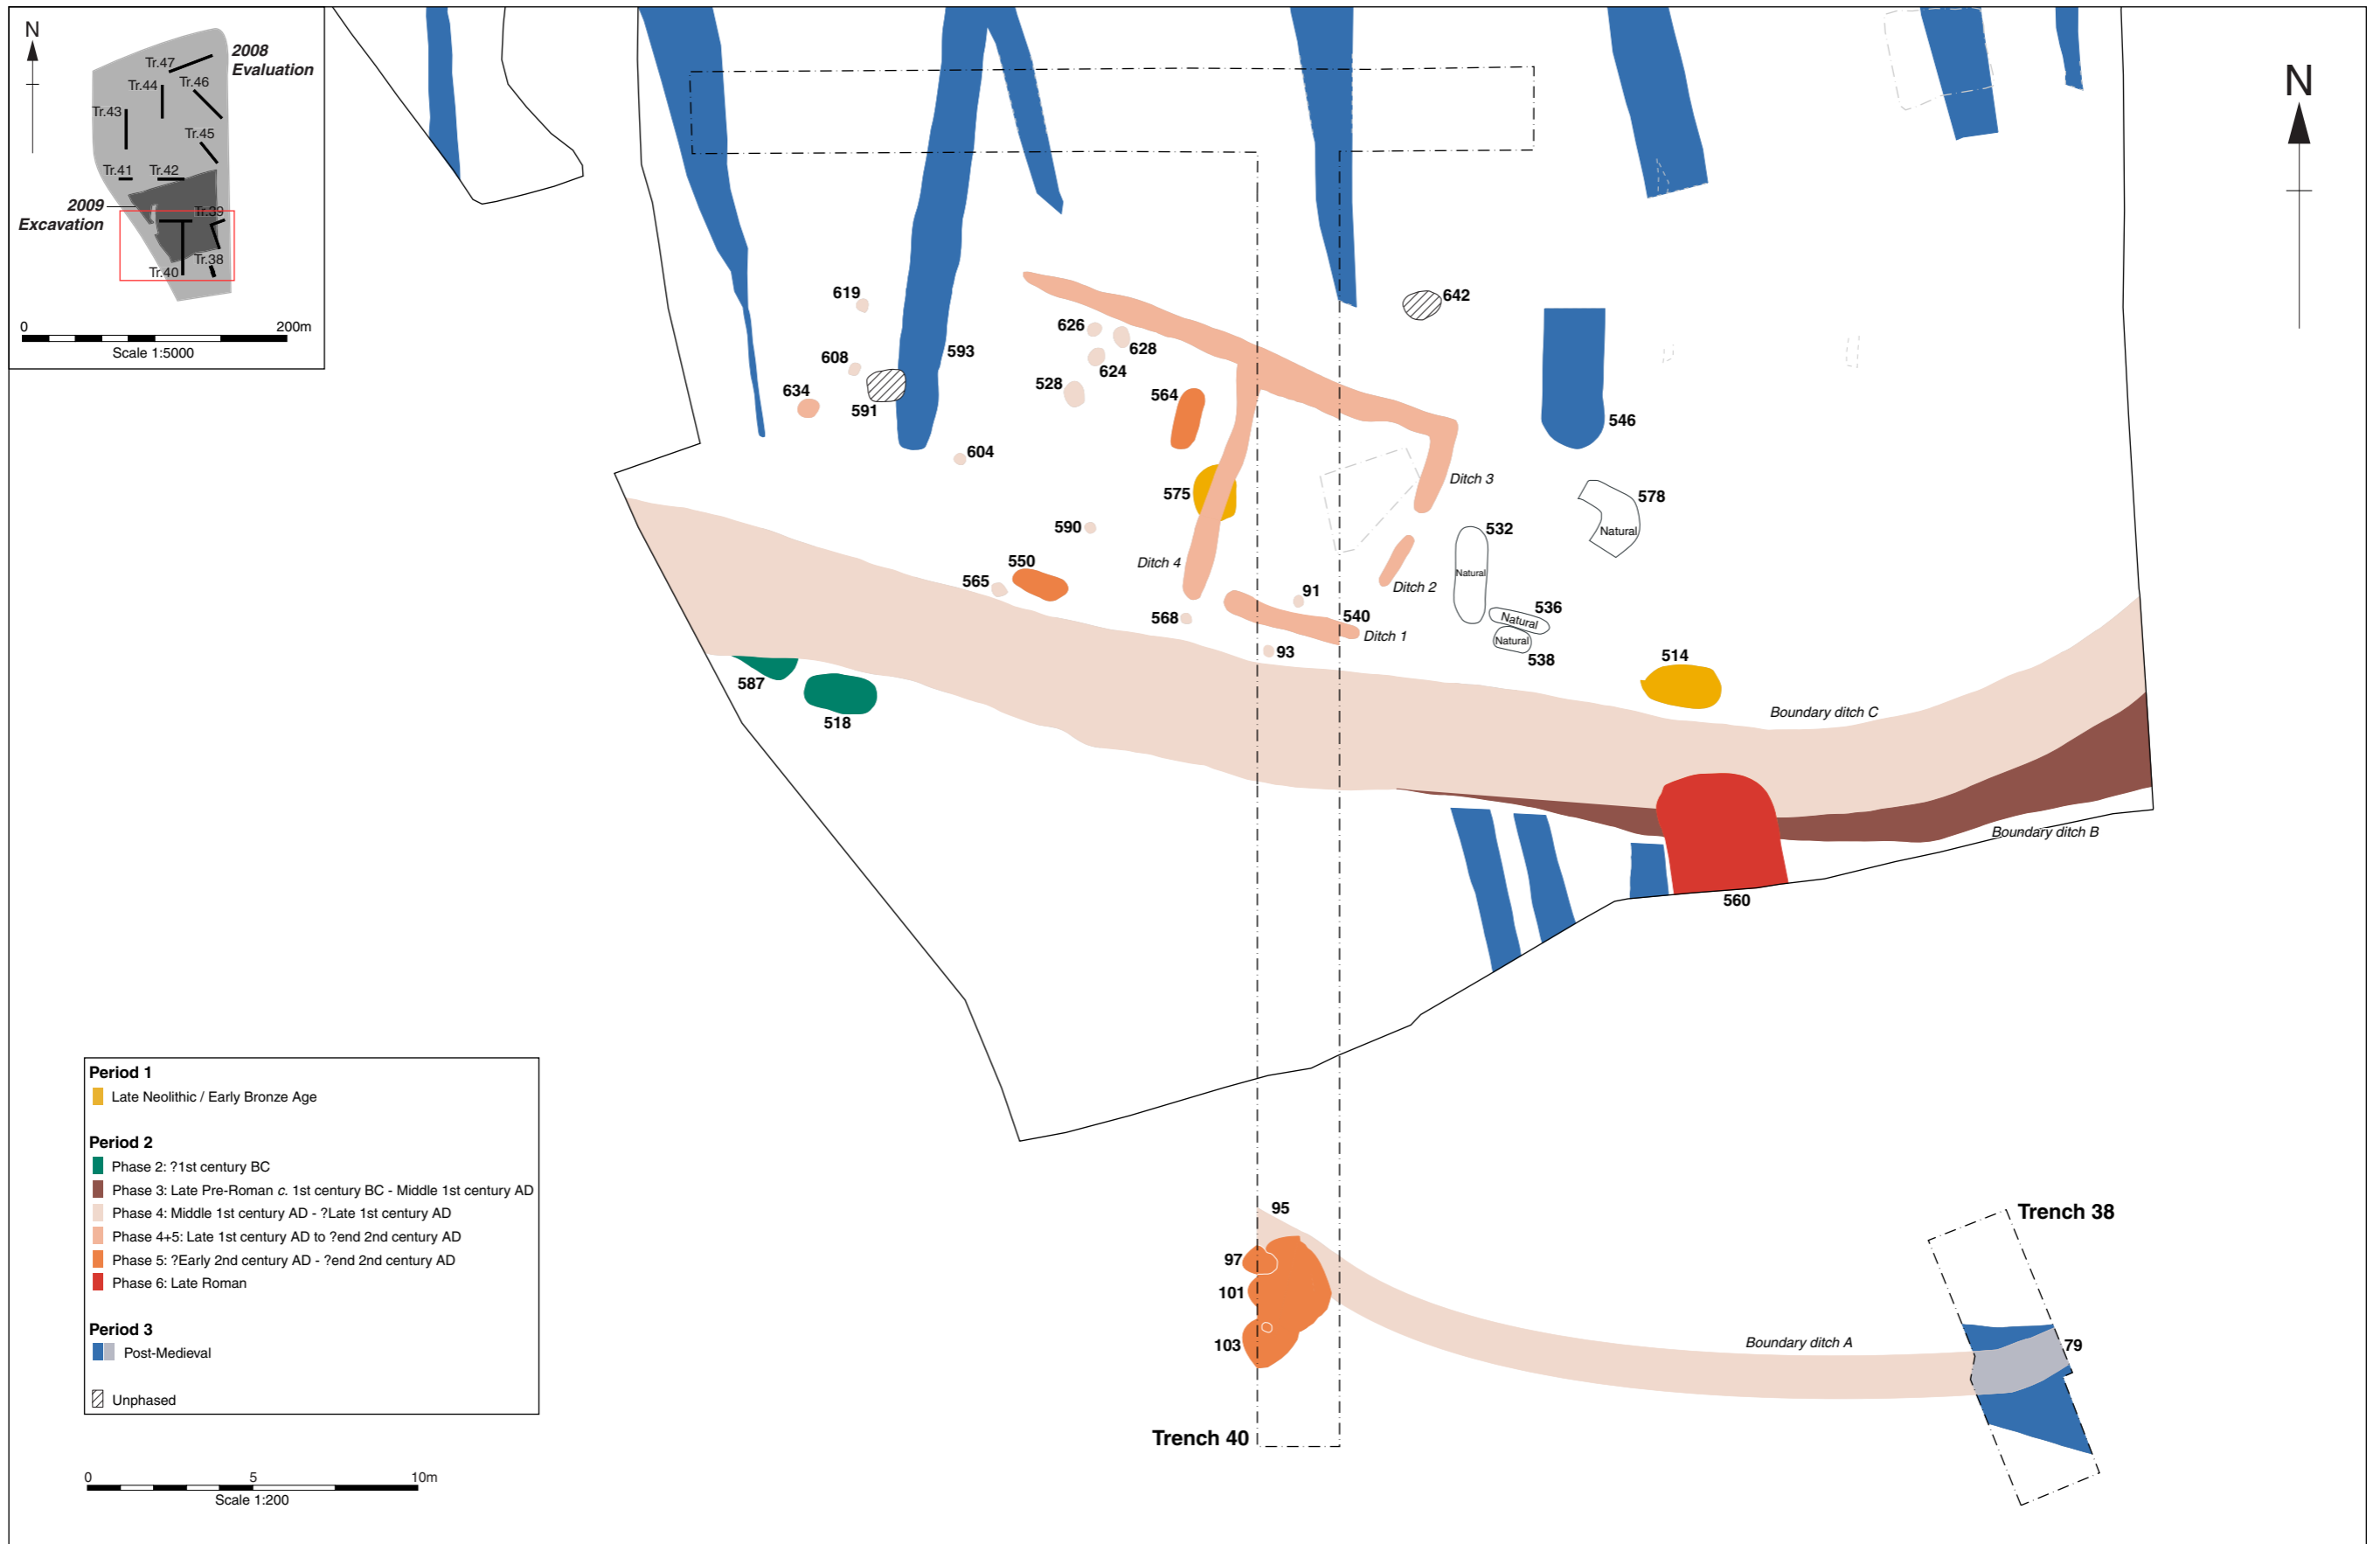 N
2008
Evaluation
Tr.47
Tr.44
Tr.46
Tr.43
Tr.45
Tr.41
Tr.42
2009
Excavation
Tr.39
Tr.38
Tr.40
0
200m
Scale 1:5000
N
619
626
628
642
608
593
624
634
591
528
564
546
604
575
Ditch 3
578
Natural
590
532
Natural
Ditch 4
550
565
91
Ditch 2
568
540
536
Natural
Ditch 1
Natural
93
538
514
587
518
Boundary ditch C
Boundary ditch B
560
Period 1
Late Neolithic / Early Bronze Age
Period 2
Phase 2: ?1st century BC
Phase 3: Late Pre-Roman c. 1st century BC - Middle 1st century AD
Phase 4: Middle 1st century AD - ?Late 1st century AD
Phase 4+5: Late 1st century AD to ?end 2nd century AD
Phase 5: ?Early 2nd century AD - ?end 2nd century AD
Phase 6: Late Roman
Period 3
Post-Medieval
Unphased
95
Trench 38
97
101
103
Boundary ditch A
79
Trench 40
0
5
10m
Scale 1:200